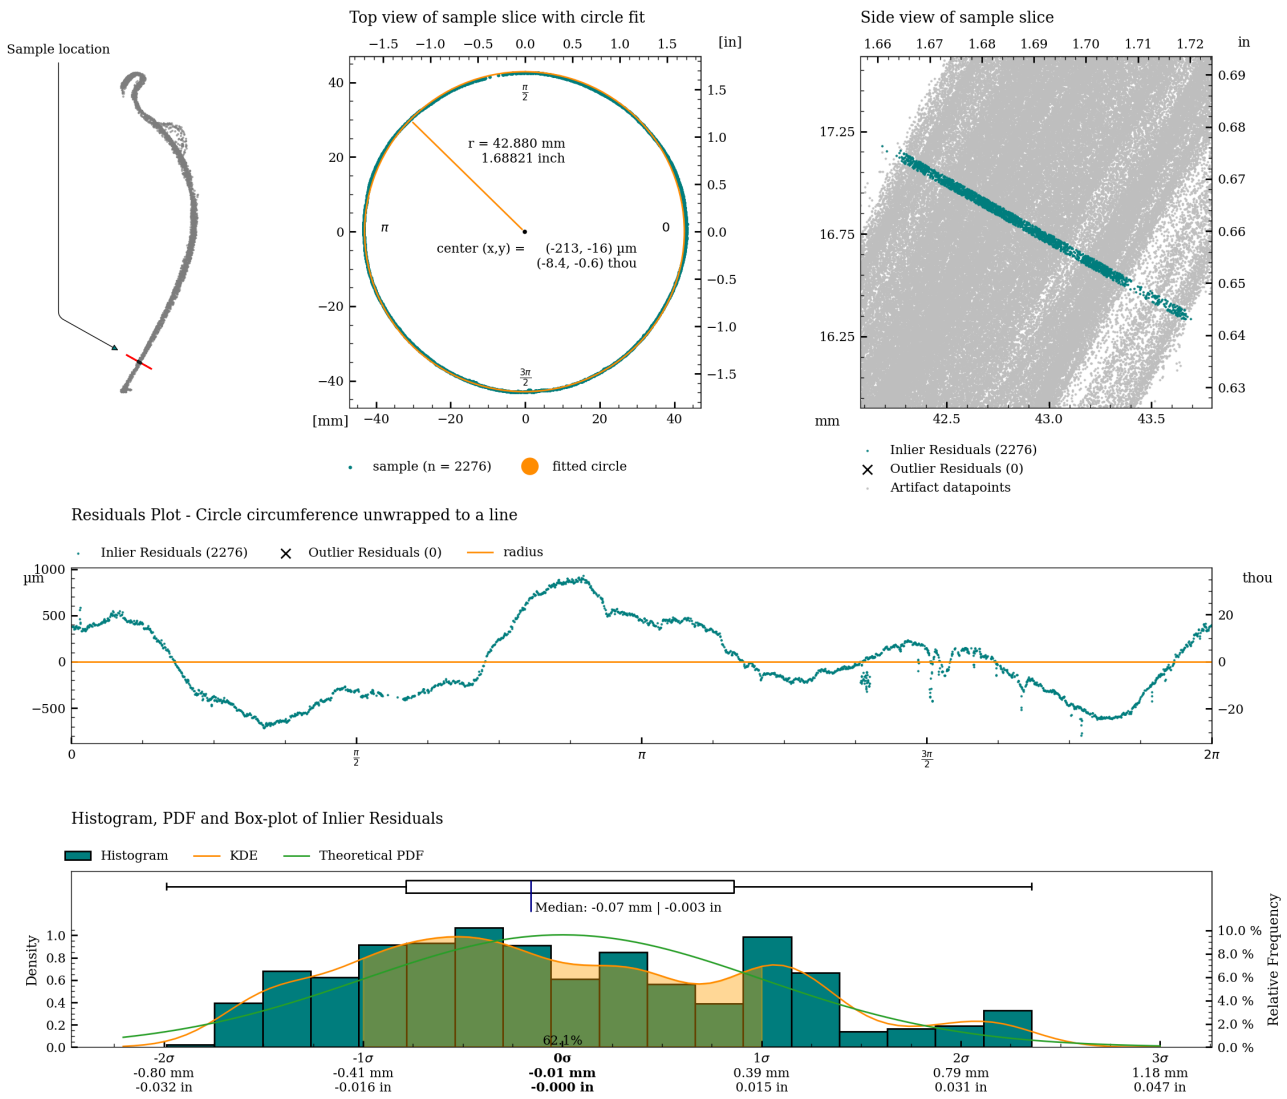 Sample location
Top view of sample slice with circle fit
−1.5 −1.0 −0.5 0.0 0.5 1.0 1.5 [in]
40
20
0
−20
−40
1.5
1.0
0.5
0.0
−0.5
−1.0
−1.5
π/2
r = 42.880 mm
1.68821 inch
π
0
center (x,y) = (-213, -16) µm
(-8.4, -0.6) thou
3π/2
[mm] −40 −20 0 20 40
sample (n = 2276) fitted circle
Side view of sample slice
1.66 1.67 1.68 1.69 1.70 1.71 1.72 in
17.25
16.75
16.25
0.69
0.68
0.67
0.66
0.65
0.64
0.63
mm 42.5 43.0 43.5
Inlier Residuals (2276)
Outlier Residuals (0)
Artifact datapoints
Residuals Plot - Circle circumference unwrapped to a line
Inlier Residuals (2276) Outlier Residuals (0) radius
µm
1000
500
0
−500
thou
20
0
−20
0 π/2 π 3π/2 2π
Histogram, PDF and Box-plot of Inlier Residuals
Histogram KDE Theoretical PDF
Median: -0.07 mm | -0.003 in
Density
1.0
0.8
0.6
0.4
0.2
0.0
Relative Frequency
10.0 %
8.0 %
6.0 %
4.0 %
2.0 %
0.0 %
62.1%
-2σ -1σ 0σ 1σ 2σ 3σ
-0.80 mm -0.41 mm -0.01 mm 0.39 mm 0.79 mm 1.18 mm
-0.032 in -0.016 in -0.000 in 0.015 in 0.031 in 0.047 in